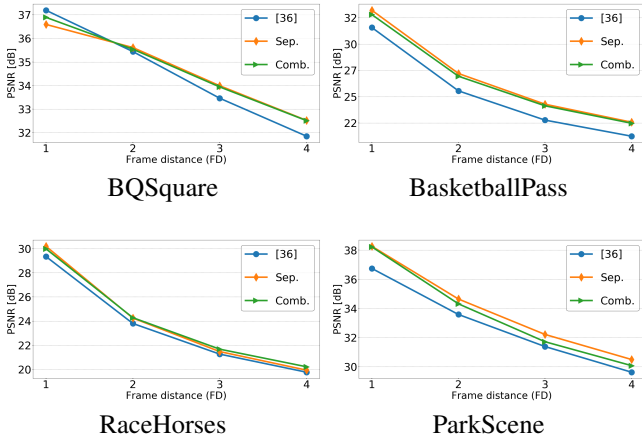 37
36
35
34
33
32
PSNR [dB]
[36]
Sep.
Comb.
1 2 3 4
Frame distance (FD)
BQSquare
32
30
27
25
22
PSNR [dB]
[36]
Sep.
Comb.
1 2 3 4
Frame distance (FD)
BasketballPass
30
28
26
24
22
20
PSNR [dB]
[36]
Sep.
Comb.
1 2 3 4
Frame distance (FD)
RaceHorses
38
36
34
32
30
PSNR [dB]
[36]
Sep.
Comb.
1 2 3 4
Frame distance (FD)
ParkScene